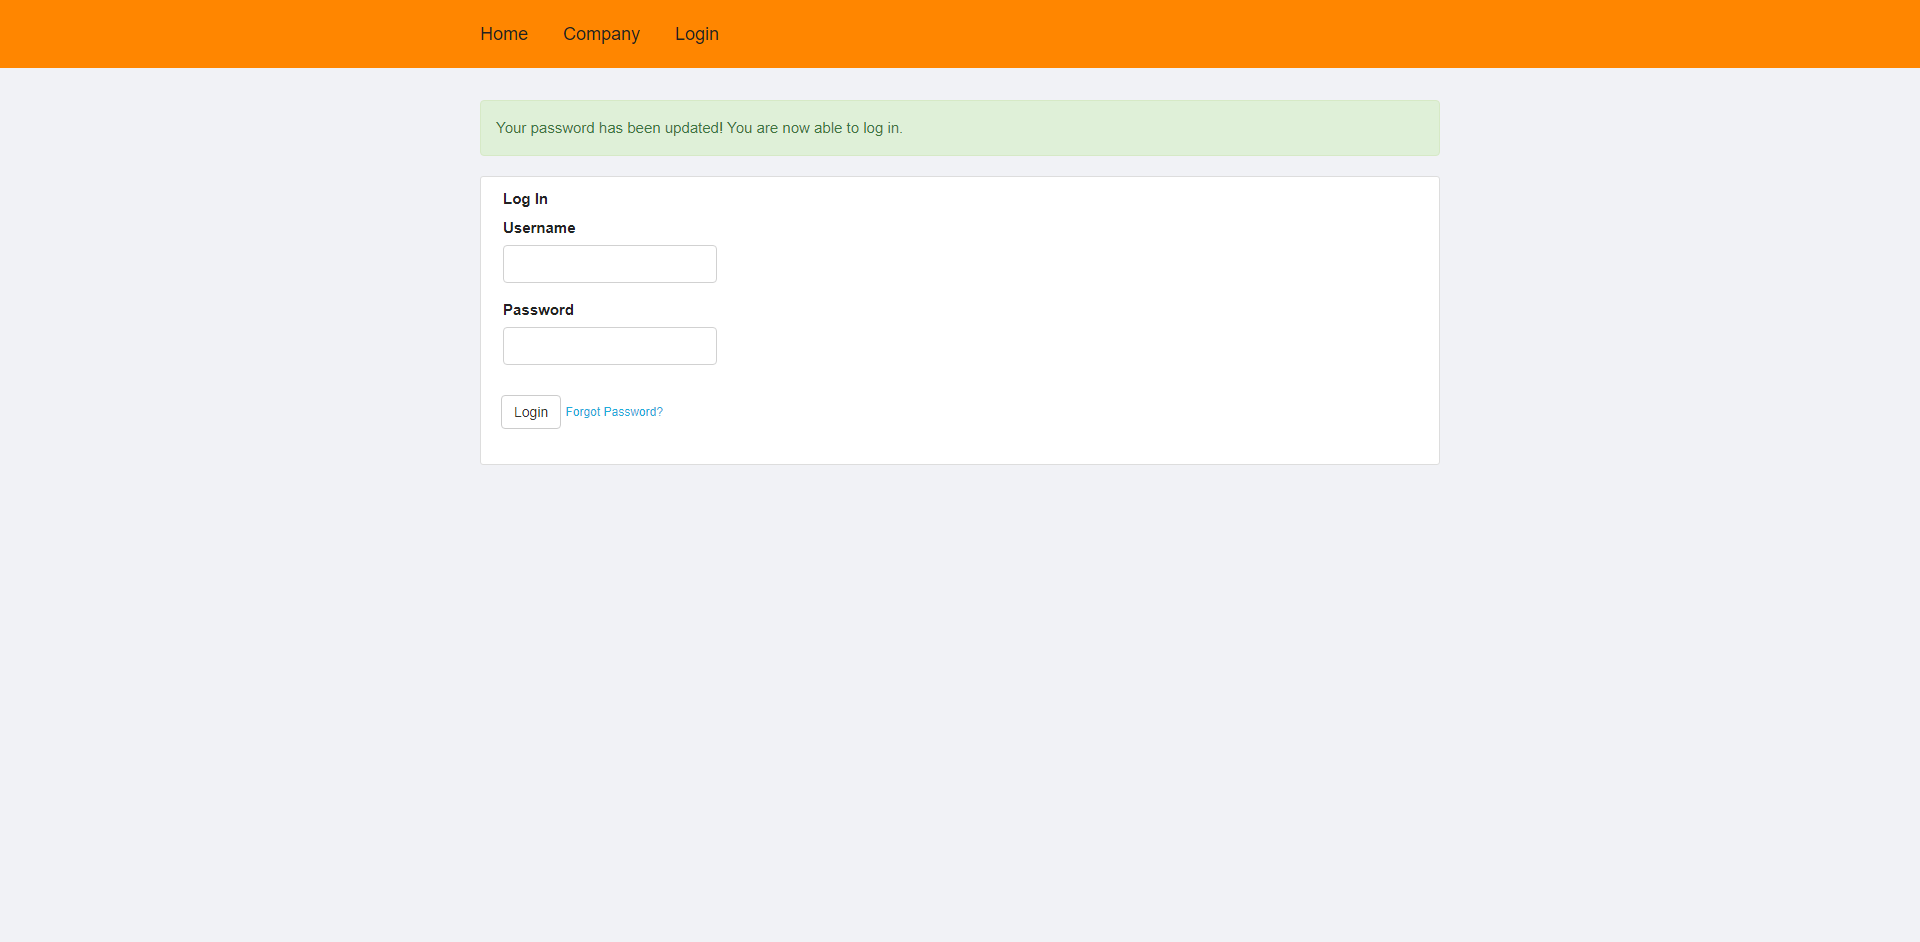 Home Company Login
Your password has been updated! You are now able to log in.
Log In
Username
Password
Login Forgot Password?